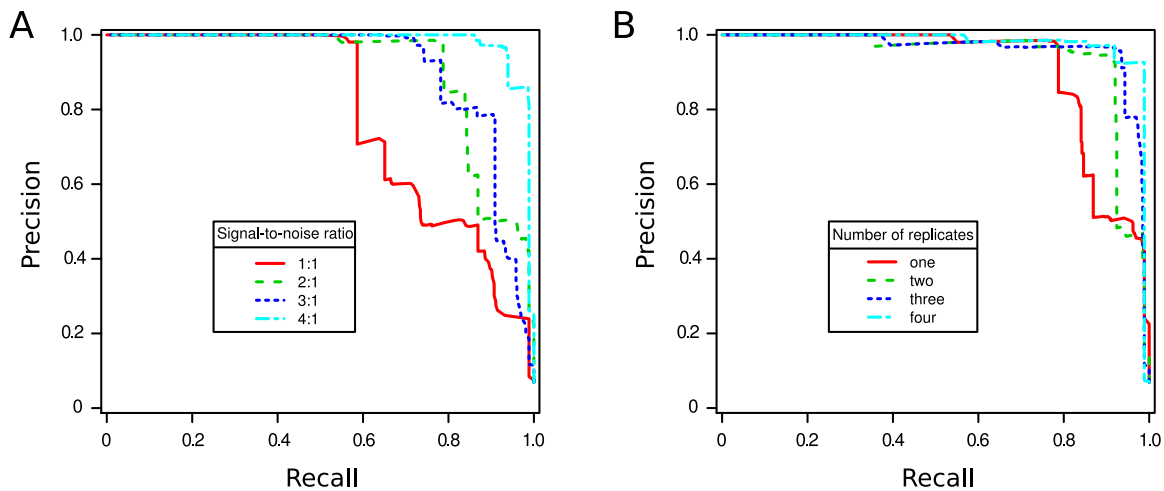 A
1.0
0.8
0.6
0.4
0.2
0
Precision
Signal-to-noise ratio
1:1
2:1
3:1
4:1
0
0.2
0.4
0.6
0.8
1.0
Recall
B
1.0
0.8
0.6
0.4
0.2
0
Precision
Number of replicates
one
two
three
four
0
0.2
0.4
0.6
0.8
1.0
Recall